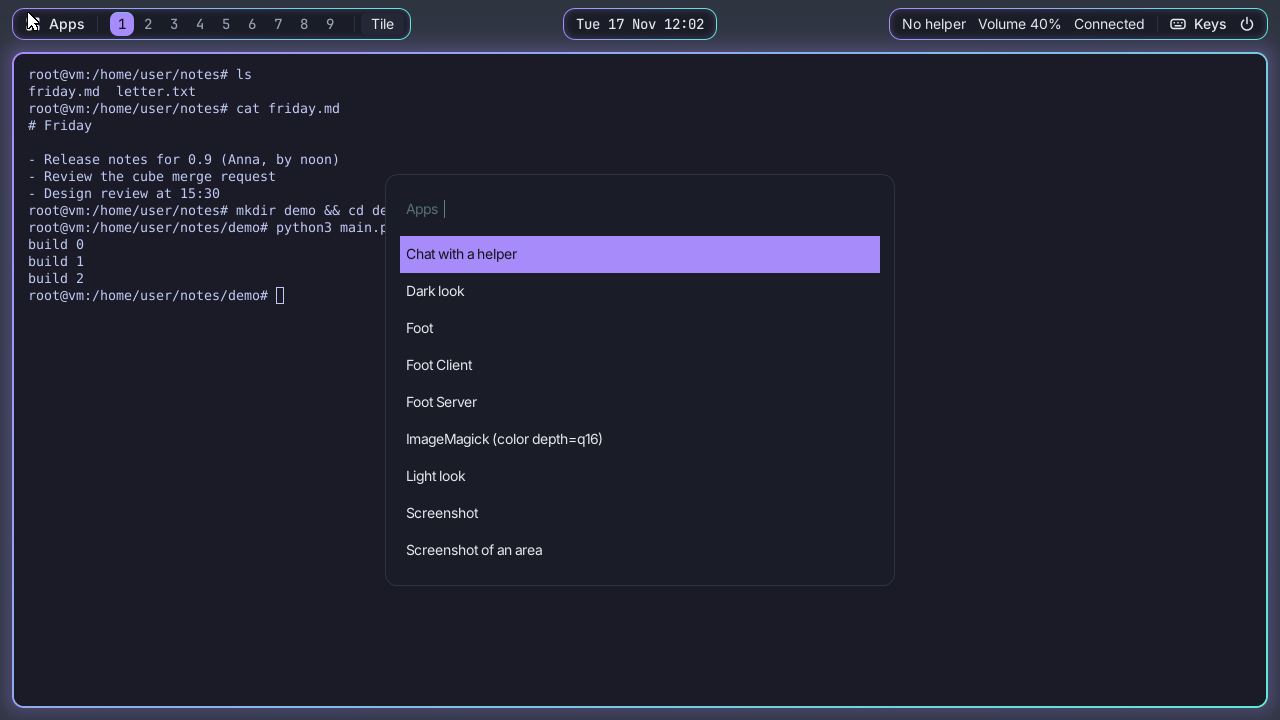 Apps 1 2 3 4 5 6 7 8 9 Tile Tue 17 Nov 12:02 No helper Volume 40% Connected Keys
root@vm:/home/user/notes# ls
friday.md  letter.txt
root@vm:/home/user/notes# cat friday.md
# Friday
- Release notes for 0.9 (Anna, by noon)
- Review the cube merge request
- Design review at 15:30
root@vm:/home/user/notes# mkdir demo && cd de
root@vm:/home/user/notes/demo# python3 main.p
build 0
build 1
build 2
root@vm:/home/user/notes/demo#
Apps
Chat with a helper
Dark look
Foot
Foot Client
Foot Server
ImageMagick (color depth=q16)
Light look
Screenshot
Screenshot of an area